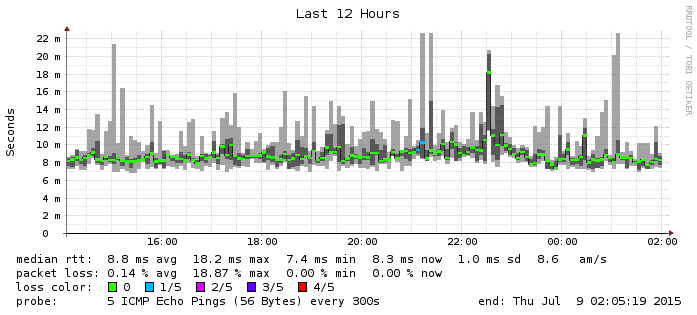 Last 12 Hours
RRDTOOL / TOBI OETIKER
Seconds
22 m
20 m
18 m
16 m
14 m
12 m
10 m
8 m
6 m
4 m
2 m
0
16:00 18:00 20:00 22:00 00:00 02:00
median rtt: 8.8 ms avg 18.2 ms max 7.4 ms min 8.3 ms now 1.0 ms sd 8.6 am/s
packet loss: 0.14 % avg 18.87 % max 0.00 % min 0.00 % now
loss color: 0 1/5 2/5 3/5 4/5
probe: 5 ICMP Echo Pings (56 Bytes) every 300s end: Thu Jul 9 02:05:19 2015